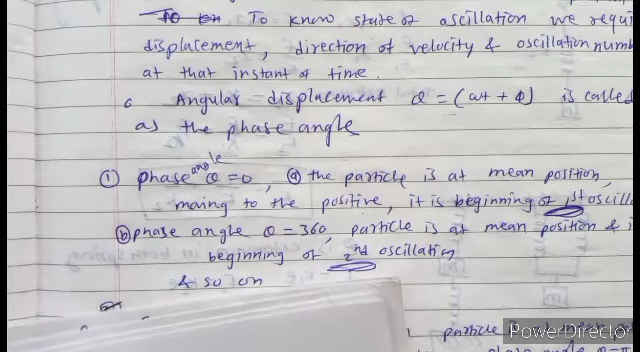 To know state of oscillation we requi
displacement, direction of velocity & oscillation numb
at that instant of time.
Angular displacement θ = (ωt + ϕ) is called
as the phase angle
① phase angle θ = 0, ⓐ the particle is at mean position,
maing to the positive, it is beginning of 1st oscill
ⓑ phase angle θ = 360, particle is at mean position & i
beginning of 2nd oscillation
& so on
particle is at
PowerDirector